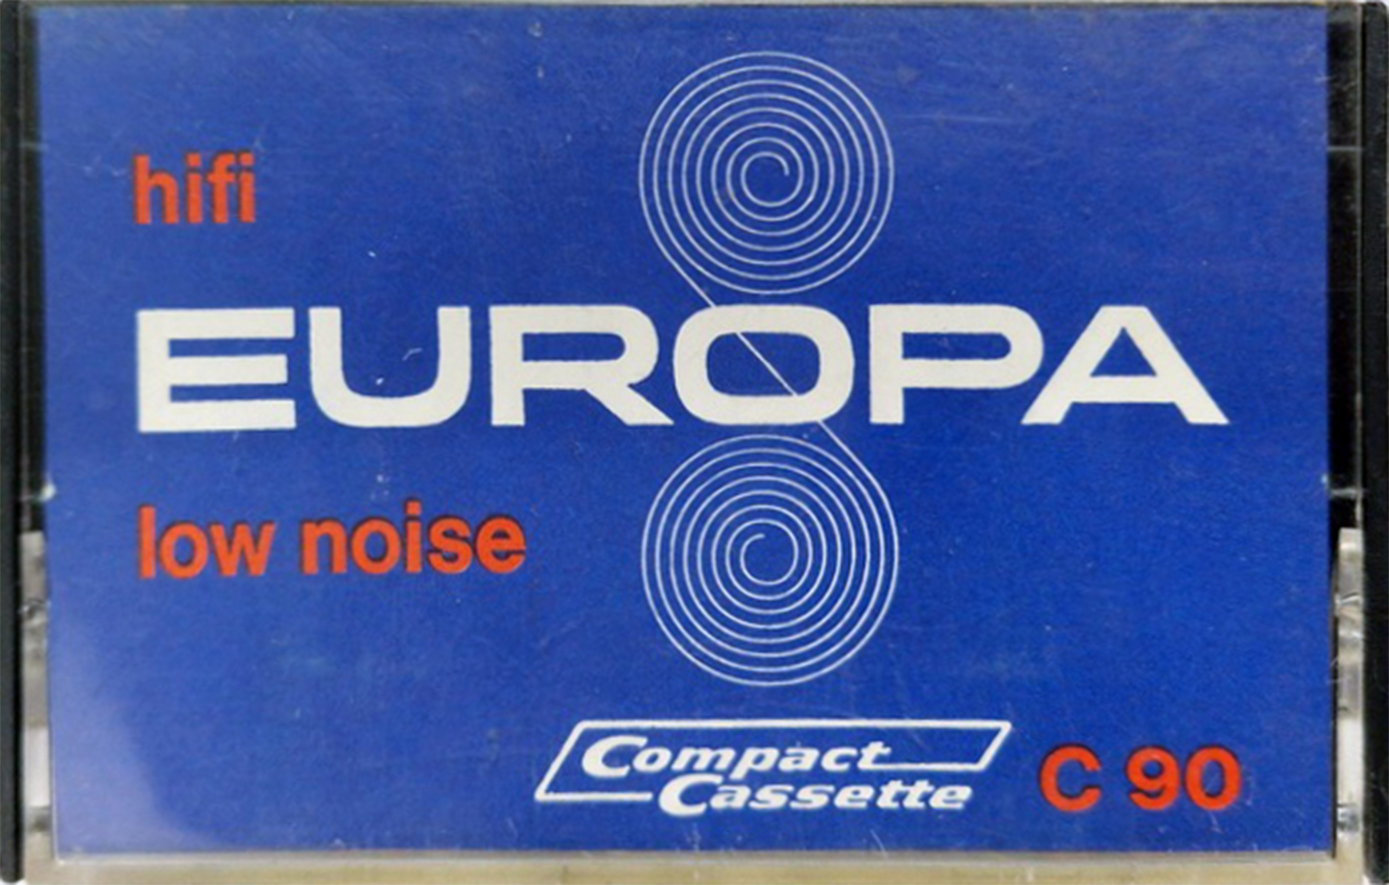 hifi
EUROPA
low noise
Compact
Cassette
C 90